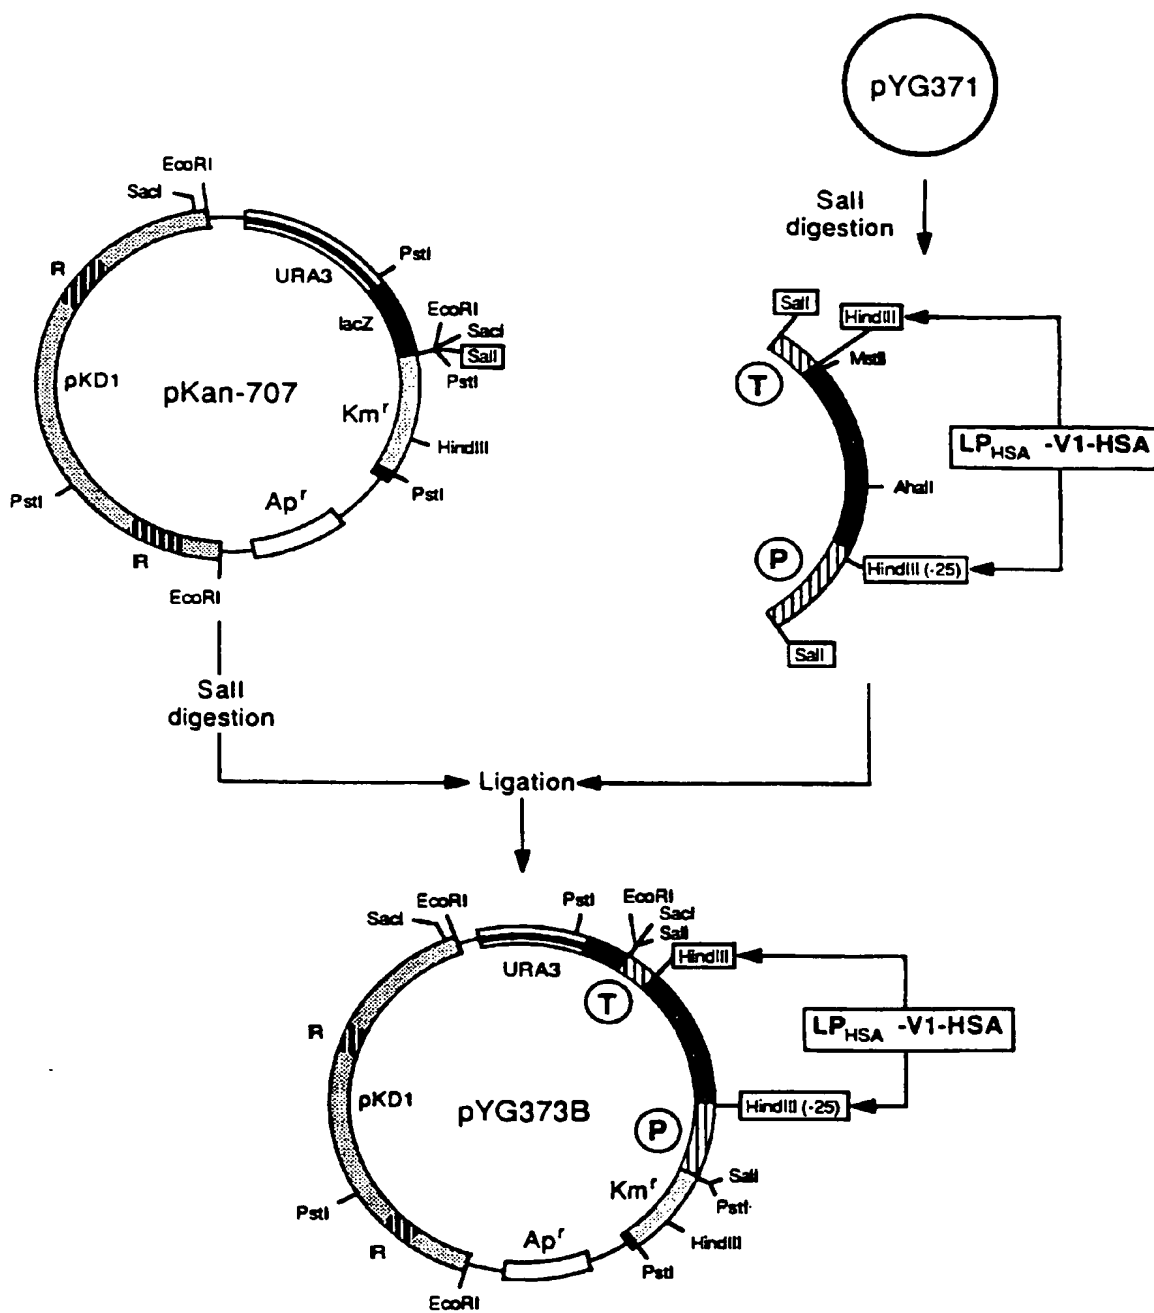 pYG371
SalI
digestion
EcoRI
SacI
R
URA3
PstI
lacZ
EcoRI
SacI
SalI
PstI
pKD1
pKan-707
Kmʳ
HindIII
PstI
PstI
Apʳ
IR
EcoRI
SalI
digestion
SalI
HindIII
MstII
T
LPHSA -V1-HSA
AhaII
P
HindIII (-25)
SalI
Ligation
EcoRI
SacI
PstI
EcoRI
SacI
SalI
HindIII
URA3
T
LPHSA -V1-HSA
IR
pKD1
pYG373B
HindIII (-25)
P
SalI
PstI
Kmʳ
HindIII
PstI
IR
Apʳ
PstI
EcoRI